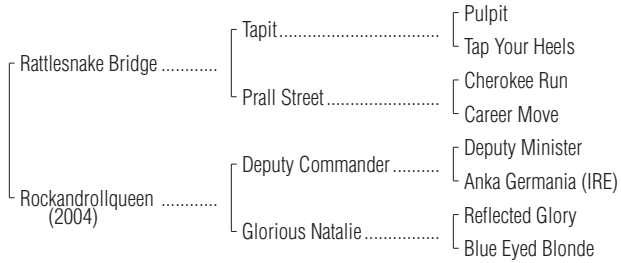 Pulpit
Tapit
Tap Your Heels
Rattlesnake Bridge
Cherokee Run
Prall Street
Career Move
Deputy Minister
Deputy Commander
Anka Germania (IRE)
Rockandrollqueen
(2004)
Reflected Glory
Glorious Natalie
Blue Eyed Blonde